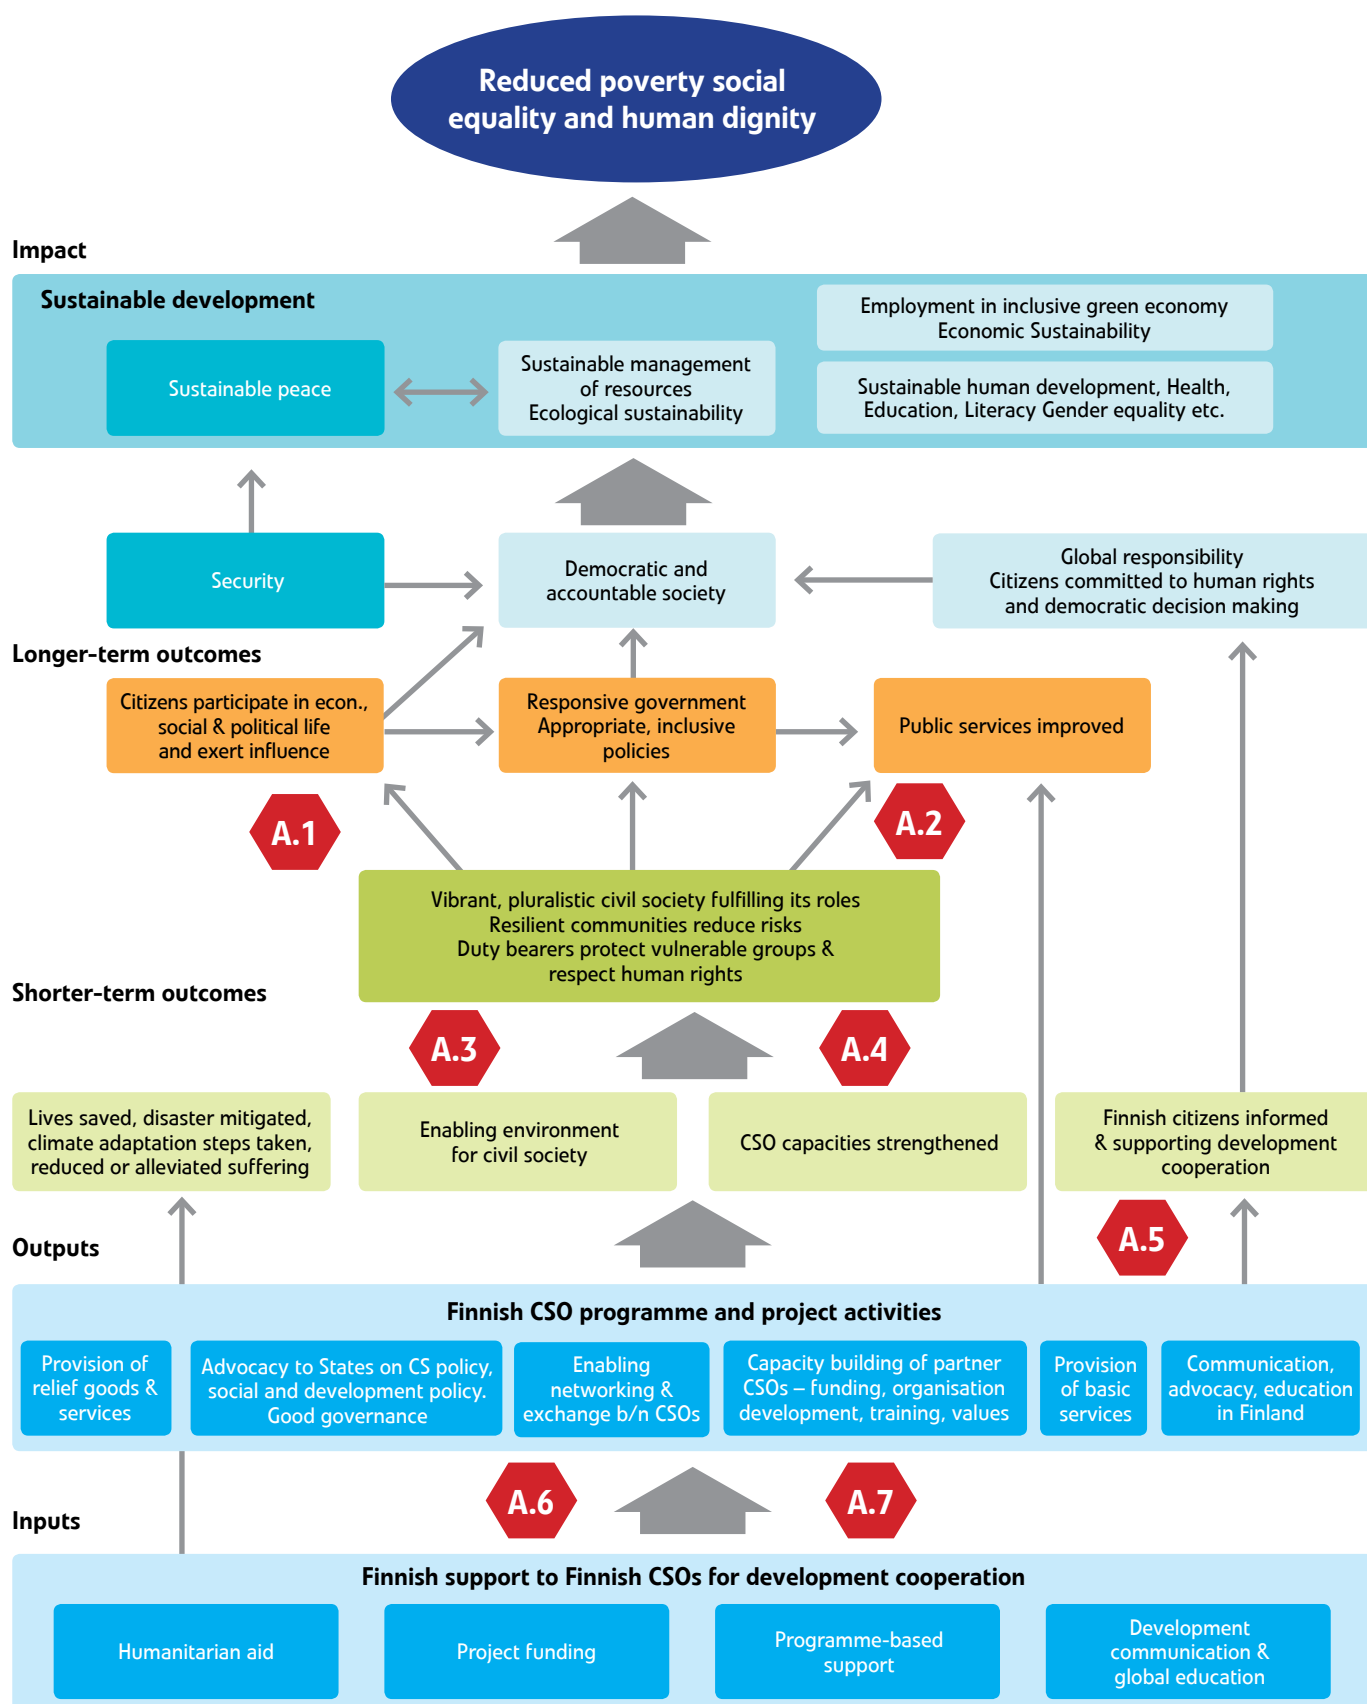 Reduced poverty social
equality and human dignity
Impact
Sustainable development
Employment in inclusive green economy
Economic Sustainability
Sustainable peace
Sustainable management
of resources
Ecological sustainability
Sustainable human development, Health,
Education, Literacy Gender equality etc.
Security
Democratic and
accountable society
Global responsibility
Citizens committed to human rights
and democratic decision making
Longer-term outcomes
Citizens participate in econ.,
social & political life
and exert influence
Responsive government
Appropriate, inclusive
policies
Public services improved
A.1
A.2
Vibrant, pluralistic civil society fulfilling its roles
Resilient communities reduce risks
Duty bearers protect vulnerable groups &
respect human rights
Shorter-term outcomes
A.3
A.4
Lives saved, disaster mitigated,
climate adaptation steps taken,
reduced or alleviated suffering
Enabling environment
for civil society
CSO capacities strengthened
Finnish citizens informed
& supporting development
cooperation
A.5
Outputs
Finnish CSO programme and project activities
Provision of
relief goods &
services
Advocacy to States on CS policy,
social and development policy.
Good governance
Enabling
networking &
exchange b/n CSOs
Capacity building of partner
CSOs – funding, organisation
development, training, values
Provision
of basic
services
Communication,
advocacy, education
in Finland
A.6
A.7
Inputs
Finnish support to Finnish CSOs for development cooperation
Humanitarian aid
Project funding
Programme-based
support
Development
communication &
global education